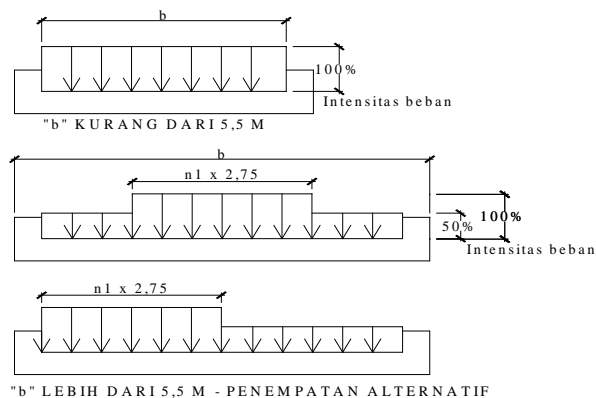 b
100%
Intensitas beban
"b" KURANG DARI 5,5 M
b
n1 x 2,75
100%
50%
Intensitas beban
n1 x 2,75
"b" LEBIH DARI 5,5 M - PENEMPATAN ALTERNATIF